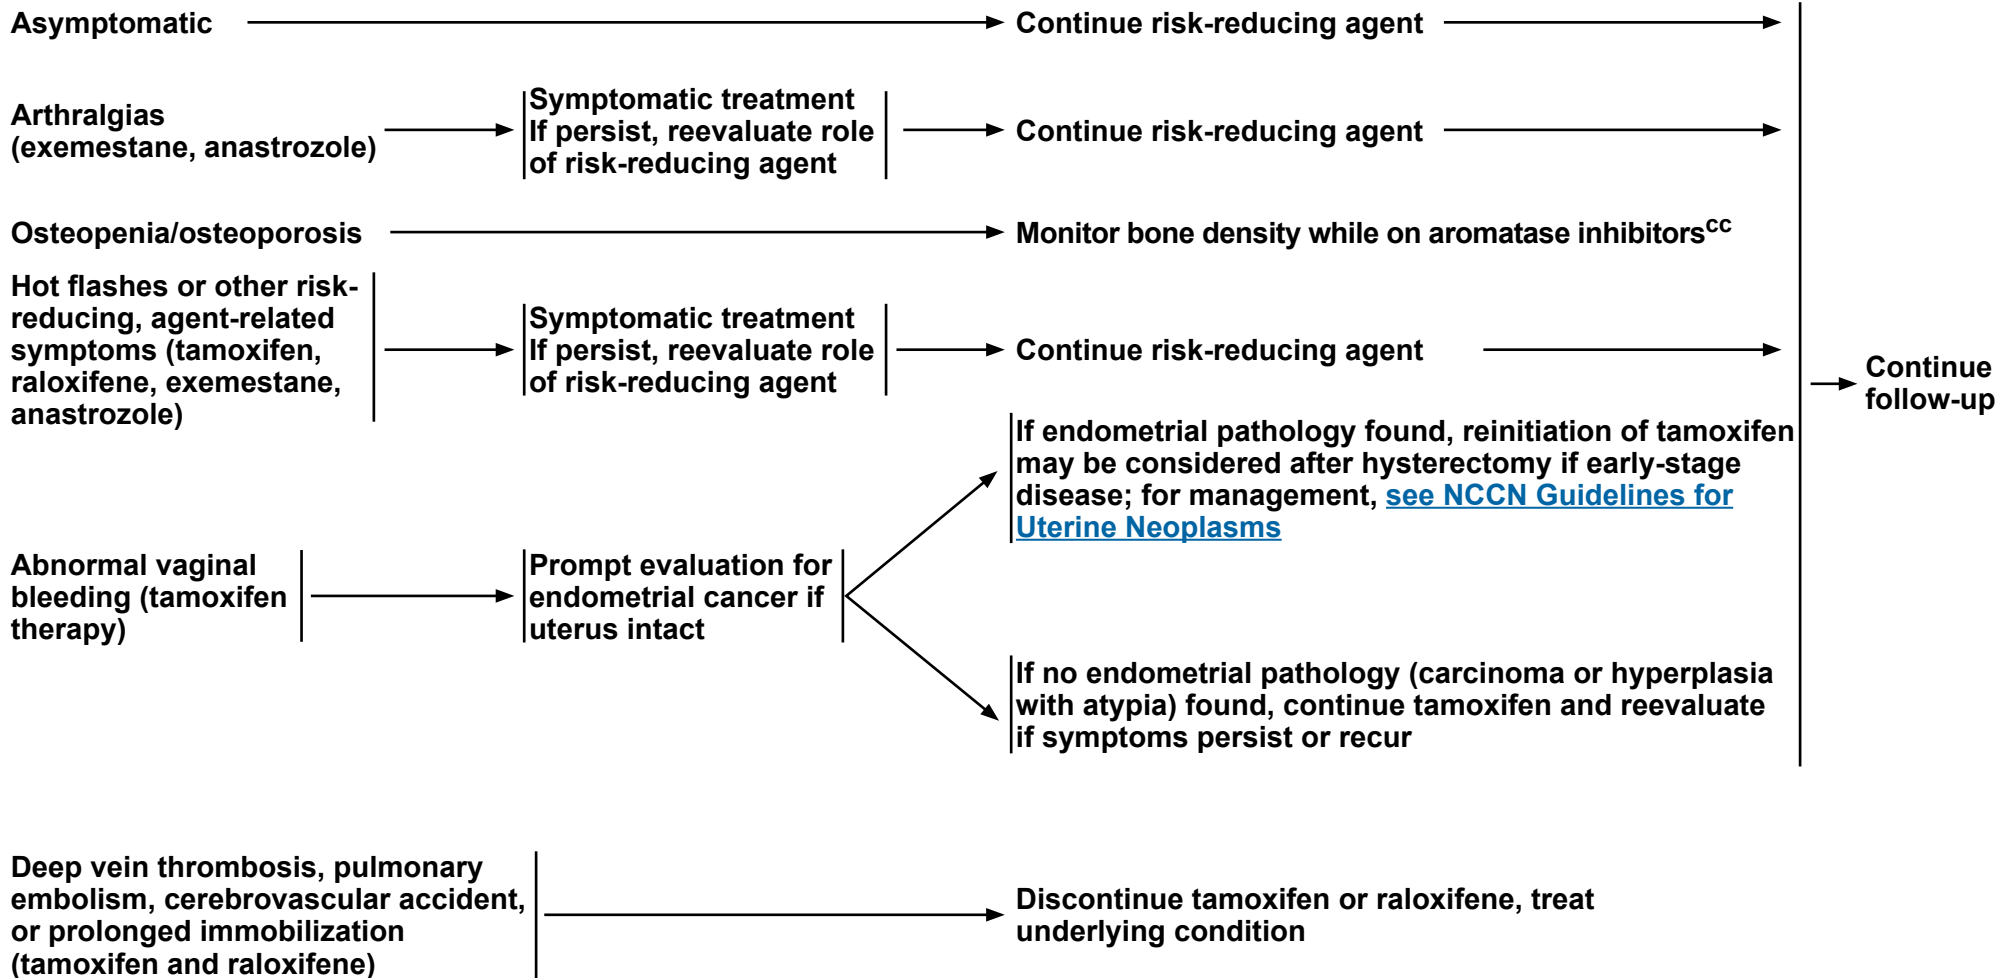 Asymptomatic
Continue risk-reducing agent
Arthralgias
(exemestane, anastrozole)
Symptomatic treatment
If persist, reevaluate role
of risk-reducing agent
Continue risk-reducing agent
Osteopenia/osteoporosis
Monitor bone density while on aromatase inhibitorscc
Hot flashes or other risk-
reducing, agent-related
symptoms (tamoxifen,
raloxifene, exemestane,
anastrozole)
Symptomatic treatment
If persist, reevaluate role
of risk-reducing agent
Continue risk-reducing agent
Continue
follow-up
Abnormal vaginal
bleeding (tamoxifen
therapy)
Prompt evaluation for
endometrial cancer if
uterus intact
If endometrial pathology found, reinitiation of tamoxifen
may be considered after hysterectomy if early-stage
disease; for management, see NCCN Guidelines for
Uterine Neoplasms
If no endometrial pathology (carcinoma or hyperplasia
with atypia) found, continue tamoxifen and reevaluate
if symptoms persist or recur
Deep vein thrombosis, pulmonary
embolism, cerebrovascular accident,
or prolonged immobilization
(tamoxifen and raloxifene)
Discontinue tamoxifen or raloxifene, treat
underlying condition